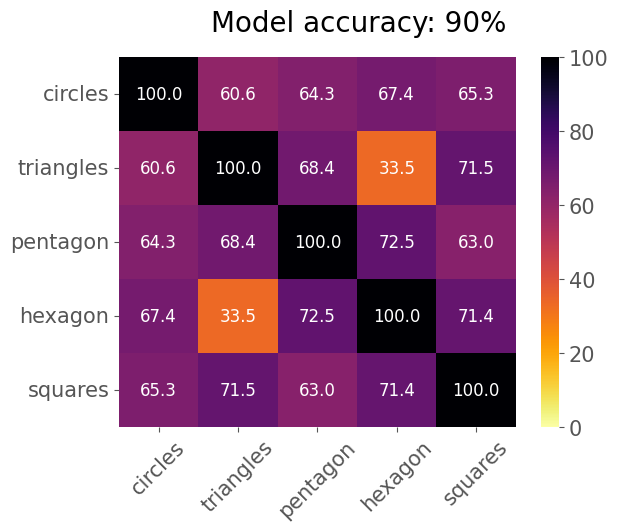 Model accuracy: 90%
circles 100.0 60.6 64.3 67.4 65.3
triangles 60.6 100.0 68.4 33.5 71.5
pentagon 64.3 68.4 100.0 72.5 63.0
hexagon 67.4 33.5 72.5 100.0 71.4
squares 65.3 71.5 63.0 71.4 100.0
circles triangles pentagon hexagon squares
100
80
60
40
20
0